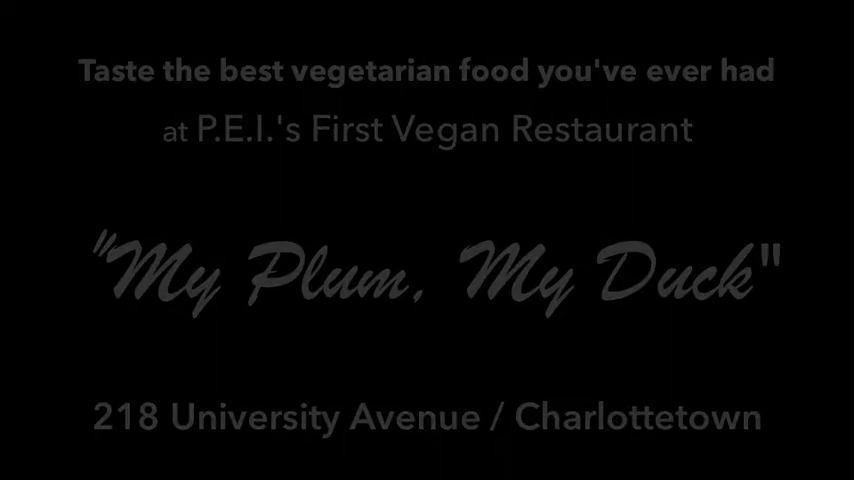 Taste the best vegetarian food you've ever had
at P.E.I.'s First Vegan Restaurant
"My Plum, My Duck"
218 University Avenue / Charlottetown